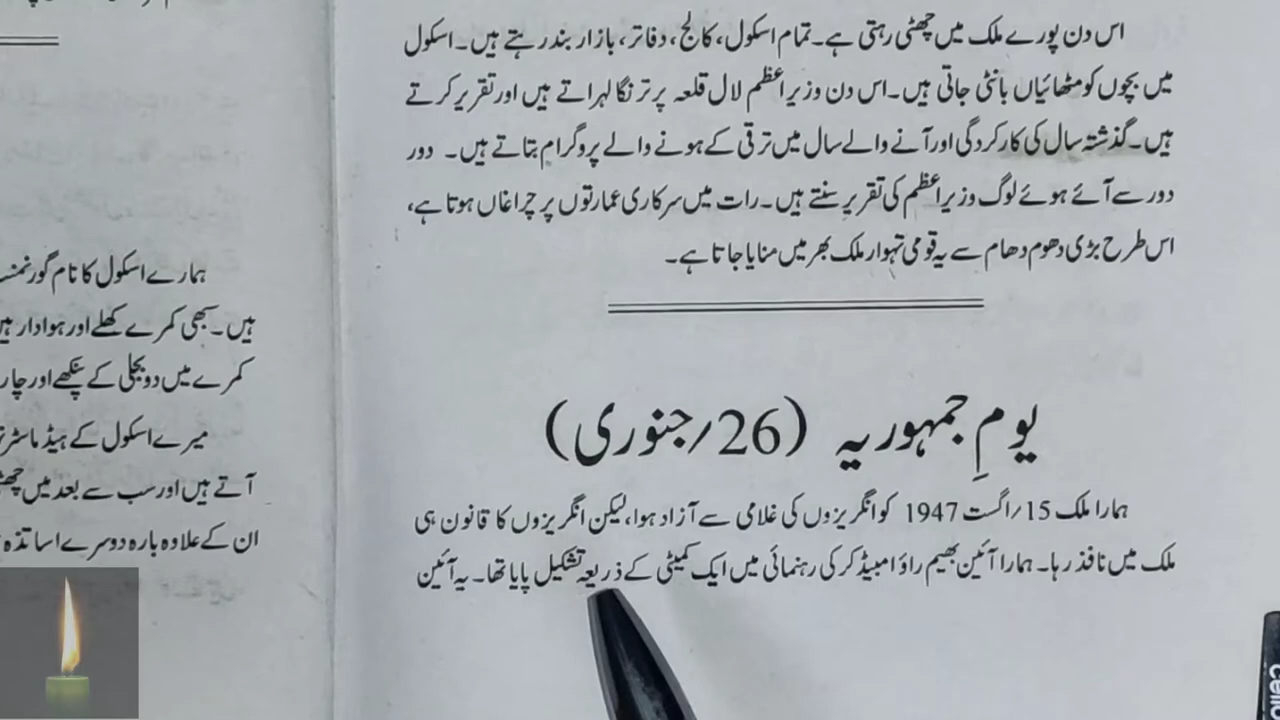 اس دن پورے ملک میں چھٹی رہتی ہے۔ تمام اسکول، کالج، دفاتر، بازار بند رہتے ہیں۔ اسکول
میں بچوں کو مٹھائیاں بانٹی جاتی ہیں۔ اس دن وزیر اعظم لال قلعہ پر ترنگا لہراتے ہیں اور تقریر کرتے
ہیں۔ گذشتہ سال کی کارکردگی اور آنے والے سال میں ترقی کے ہونے والے پروگرام بتاتے ہیں۔ دور
دور سے آئے ہوئے لوگ وزیر اعظم کی تقریر سنتے ہیں۔ رات میں سرکاری عمارتوں پر چراغاں ہوتا ہے،
اس طرح بڑی دھوم دھام سے یہ قومی تہوار ملک بھر میں منایا جاتا ہے۔
یومِ جمہوریہ (26/جنوری)
ہمارا ملک 15/اگست 1947 کو انگریزوں کی غلامی سے آزاد ہوا، لیکن انگریزوں کا قانون ہی
ملک میں نافذ رہا۔ ہمارا آئین بھیم راؤ امبیڈکر کی رہنمائی میں ایک کمیٹی کے ذریعہ تشکیل پایا تھا۔ یہ آئین
ہمارے اسکول کا نام
ہیں۔ سبھی کمرے کھلے اور ہوادار
کمرے میں دو بجلی کے پنکھے اور چار
میرے اسکول کے ہیڈ ماسٹر
آتے ہیں اور سب سے بعد میں
ان کے علاوہ بارہ دوسرے اساتذہ